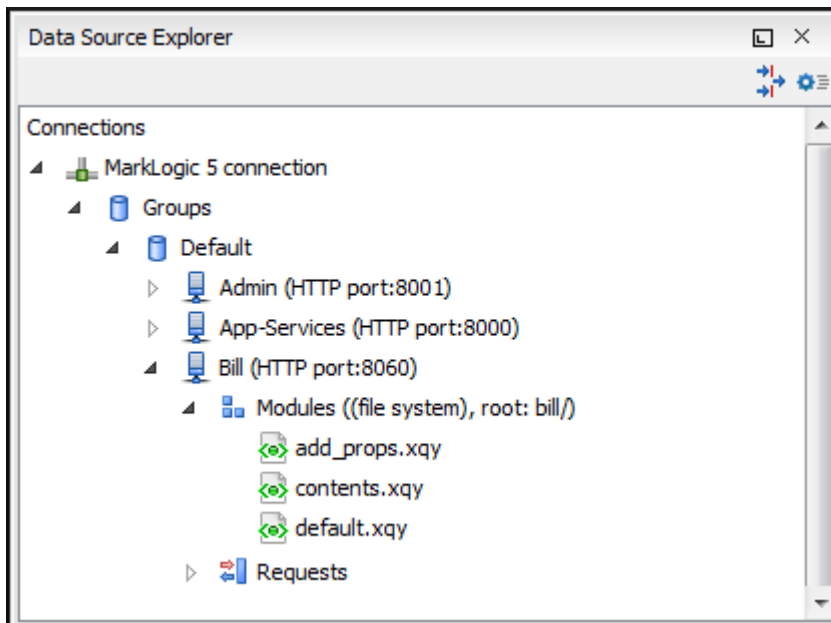 Data Source Explorer
Connections
MarkLogic 5 connection
Groups
Default
Admin (HTTP port:8001)
App-Services (HTTP port:8000)
Bill (HTTP port:8060)
Modules ((file system), root: bill/)
add_props.xqy
contents.xqy
default.xqy
Requests